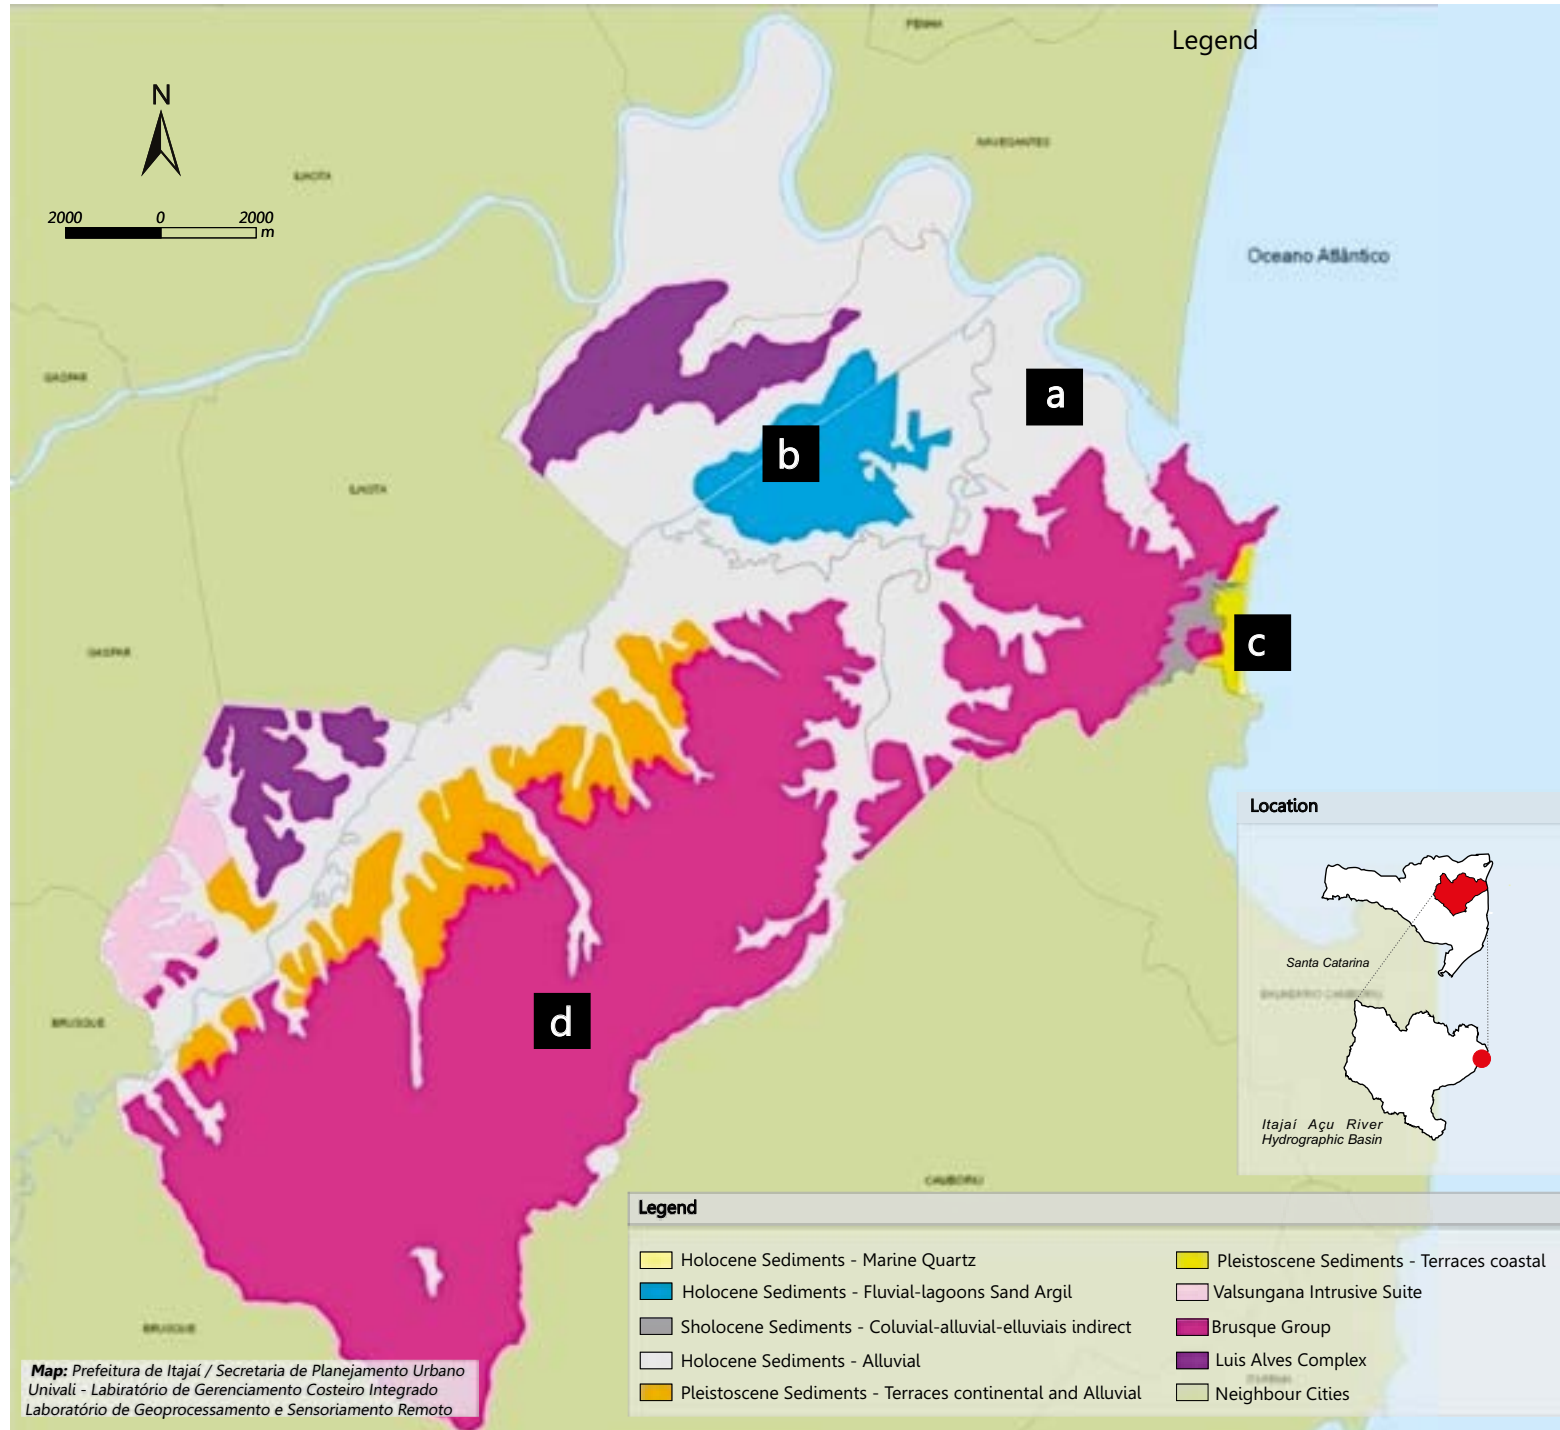 PENHA
Legend
N
NAVEGANTES
ILHOTA
2000 0 2000
m
Oceano Atlântico
GASPAR
a
b
ILHOTA
c
GASPAR
Location
Santa Catarina
BALNEÁRIO CAMBORIÚ
d
BRUSQUE
Itajaí Açu River
Hydrographic Basin
CAMBORIÚ
Legend
Holocene Sediments - Marine Quartz
Holocene Sediments - Fluvial-lagoons Sand Argil
Sholocene Sediments - Coluvial-alluvial-elluviais indirect
Holocene Sediments - Alluvial
Pleistoscene Sediments - Terraces continental and Alluvial
Pleistoscene Sediments - Terraces coastal
Valsungana Intrusive Suite
Brusque Group
Luis Alves Complex
Neighbour Cities
BRUSQUE
Map: Prefeitura de Itajaí / Secretaria de Planejamento Urbano
Univali - Labiratório de Gerenciamento Costeiro Integrado
Laboratório de Geoprocessamento e Sensoriamento Remoto